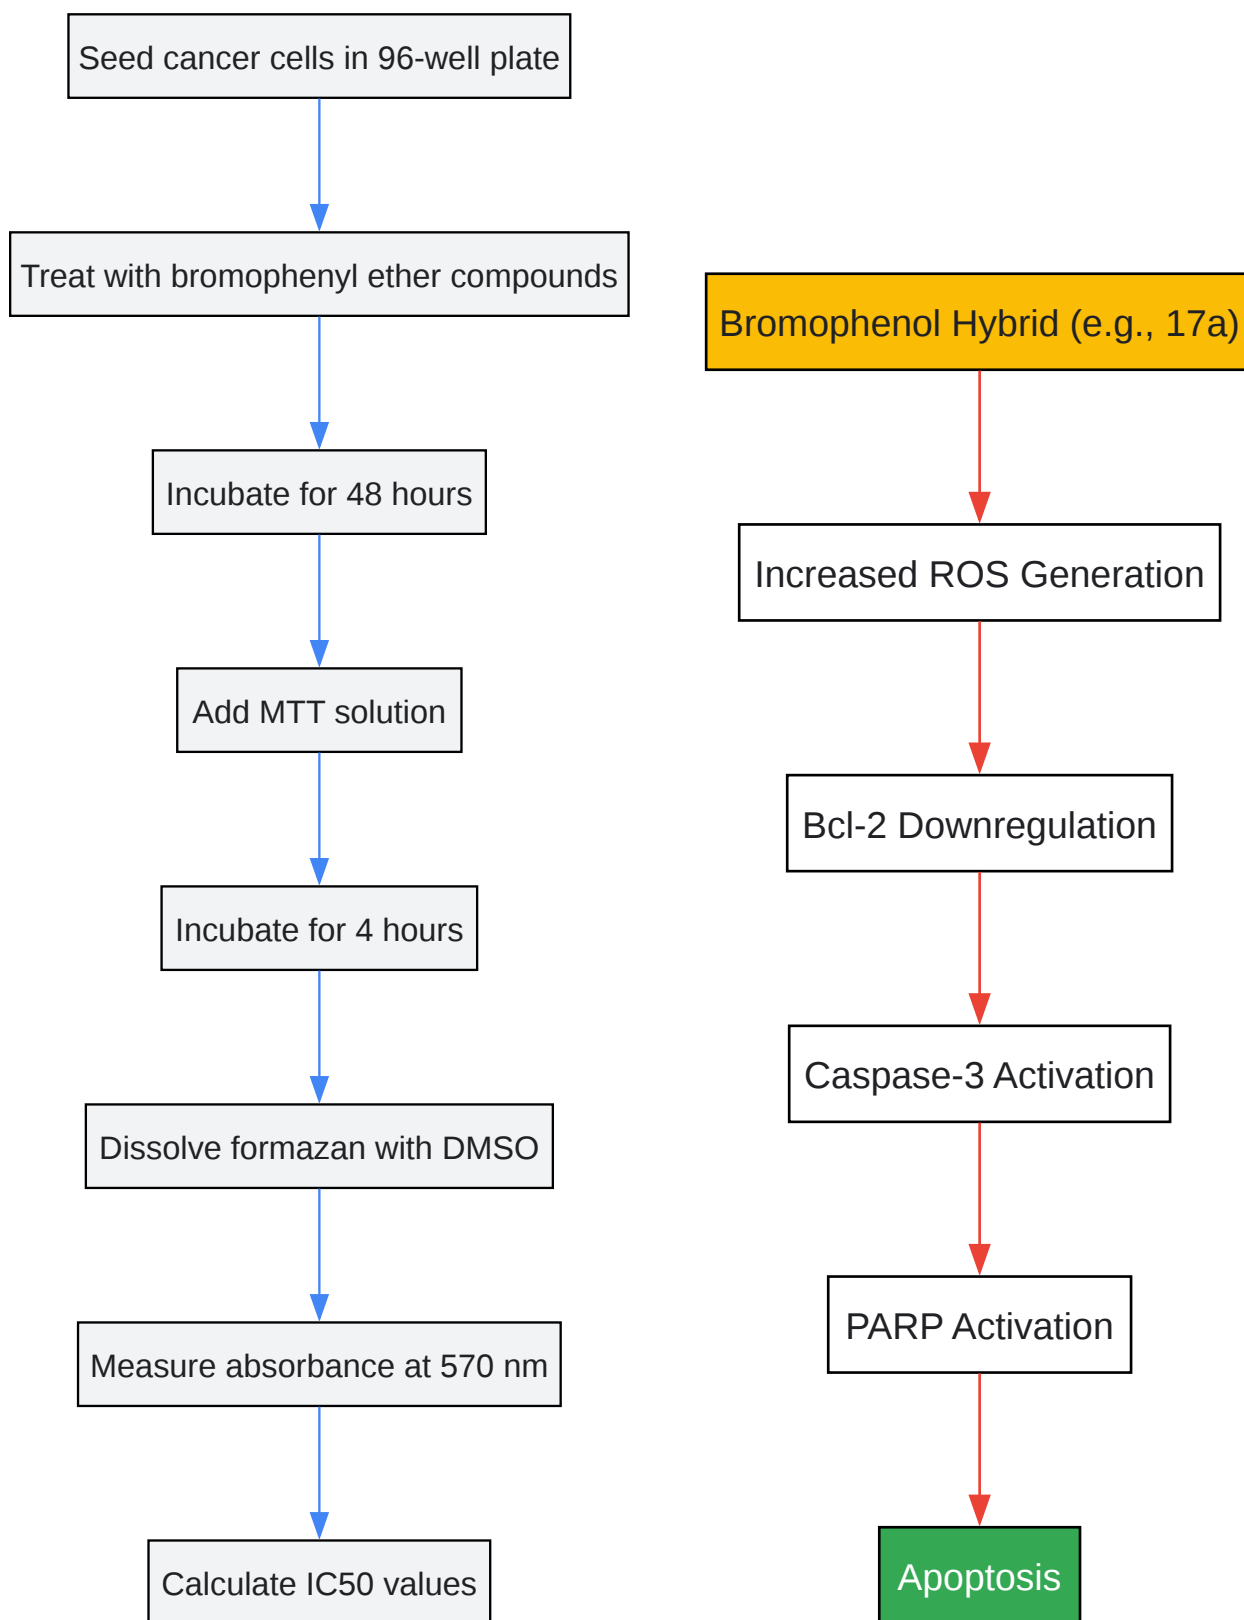 Seed cancer cells in 96-well plate
Treat with bromophenyl ether compounds
Incubate for 48 hours
Add MTT solution
Incubate for 4 hours
Dissolve formazan with DMSO
Measure absorbance at 570 nm
Calculate IC50 values
Bromophenol Hybrid (e.g., 17a)
Increased ROS Generation
Bcl-2 Downregulation
Caspase-3 Activation
PARP Activation
Apoptosis